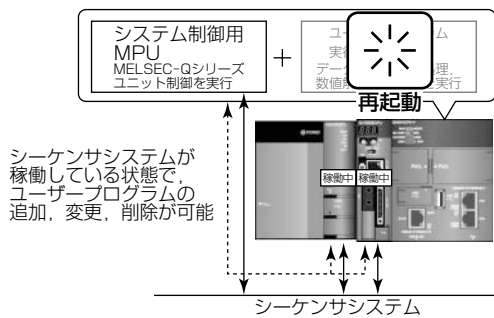 システム制御用
MPU
MELSEC-Qシリーズ
ユニット制御を実行
+
再起動
シーケンサシステムが
稼働している状態で，
ユーザープログラムの
追加，変更，削除が可能
稼働中
稼働中
シーケンサシステム